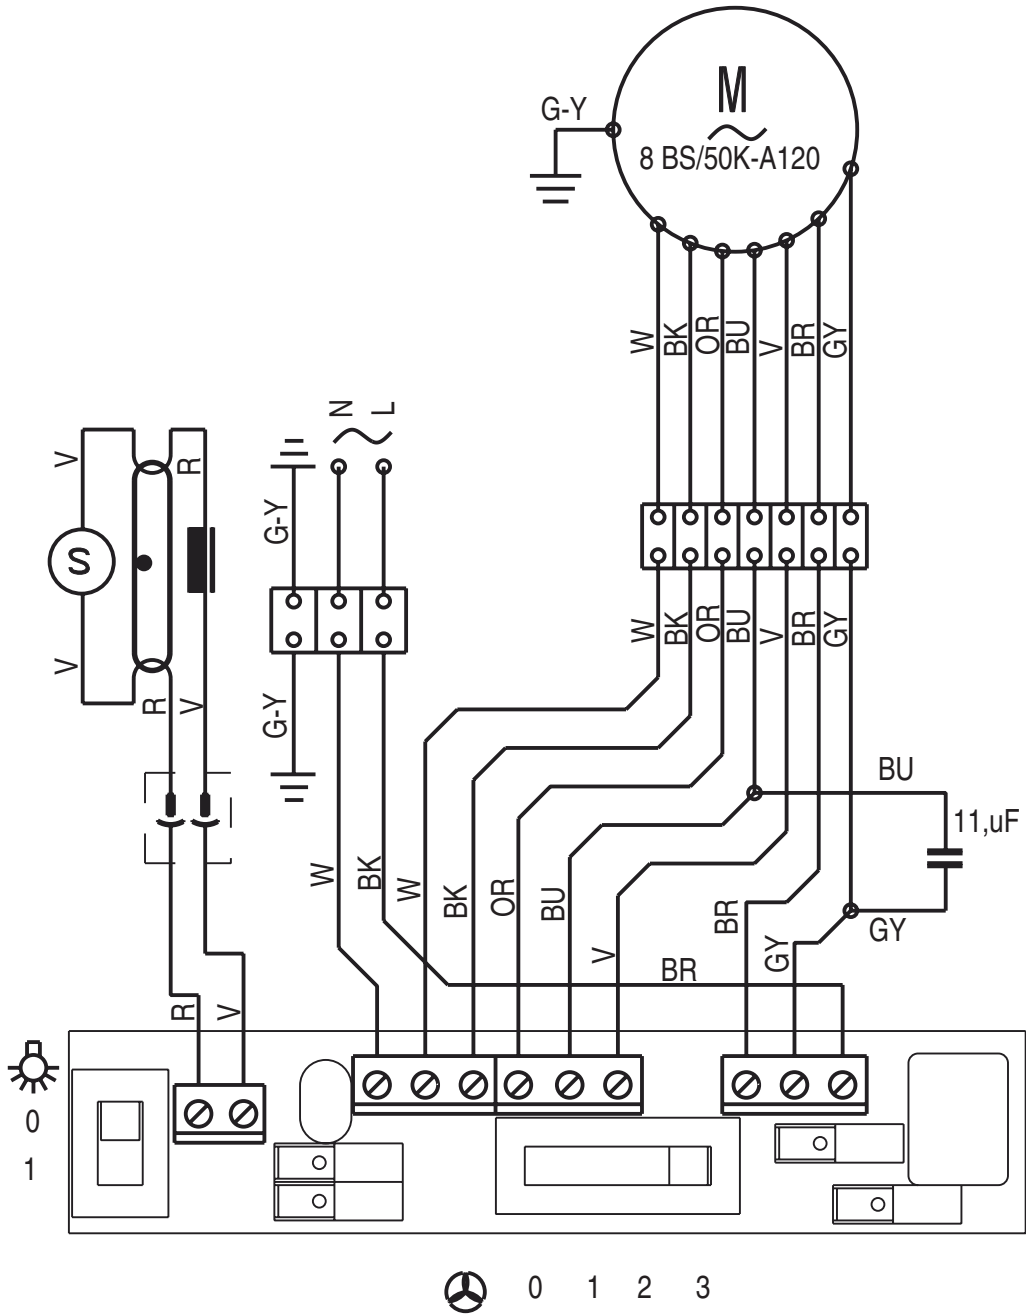 M
G-Y
8 BS/50K-A120
W BK OR BU V BR GY
N L
V R
G-Y
S
W BK OR BU V BR GY
V
R V
G-Y
BU
11,uF
W BK W BK OR BU V BR GY
GY
BR
R V
0
1
0 1 2 3